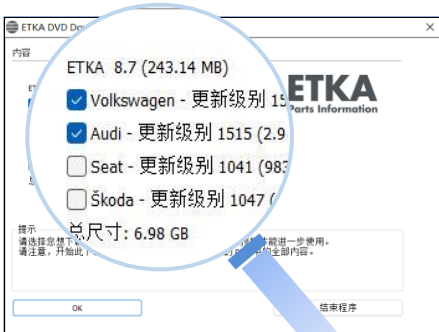 ETKA DVD Do
内容
ETKA 8.7 (243.14 MB)
Volkswagen - 更新级别 15
Audi - 更新级别 1515 (2.9
Seat - 更新级别 1041 (983
Škoda - 更新级别 1047 (
总尺寸: 6.98 GB
ETKA
Parts Information
提示
请选择您想下
能进一步使用。
请注意，开始此
的全部内容。
OK
结束程序